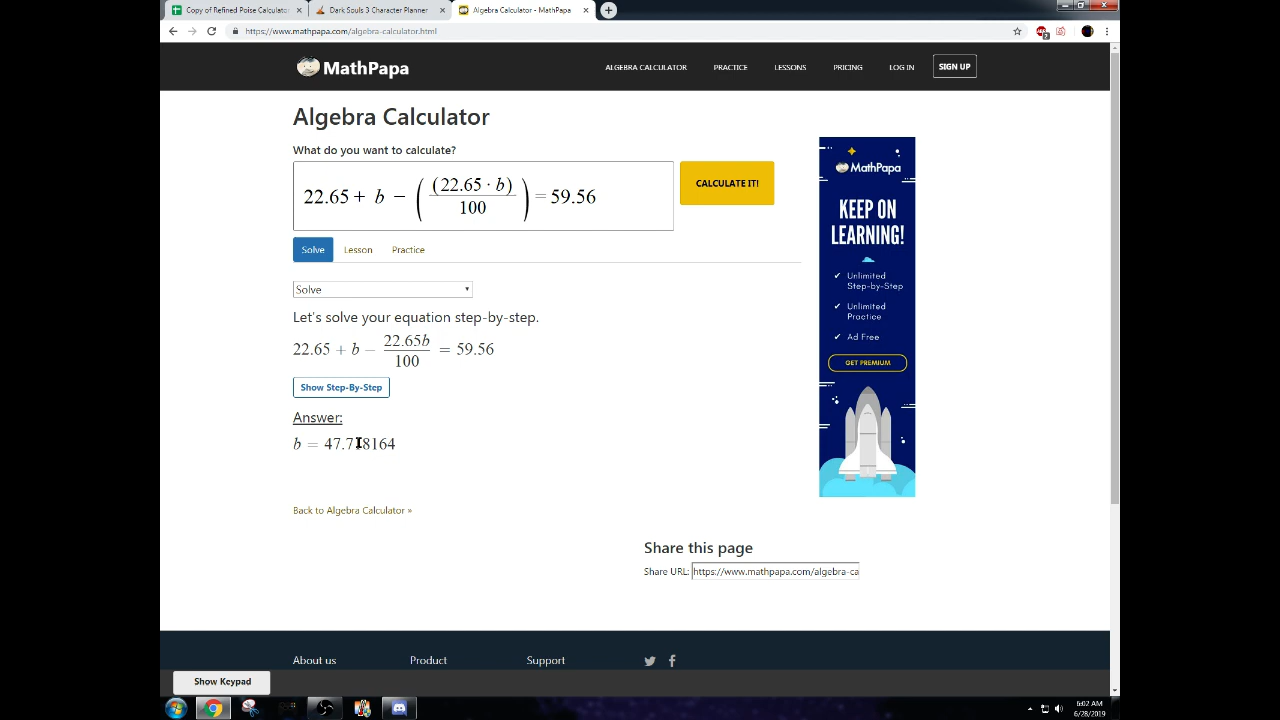 Copy of Refined Poise Calculator
Dark Souls 3 Character Planner
Algebra Calculator - MathPapa
https://www.mathpapa.com/algebra-calculator.html
MathPapa
ALGEBRA CALCULATOR PRACTICE LESSONS PRICING LOG IN SIGN UP
Algebra Calculator
What do you want to calculate?
22.65 + b − ((22.65 · b)/100) = 59.56
CALCULATE IT!
Solve Lesson Practice
Solve
Let's solve your equation step-by-step.
22.65 + b − 22.65b/100 = 59.56
Show Step-By-Step
Answer:
b = 47.718164
Back to Algebra Calculator »
MathPapa
KEEP ON
LEARNING!
✔ Unlimited
Step-by-Step
✔ Unlimited
Practice
✔ Ad Free
GET PREMIUM
Share this page
Share URL: https://www.mathpapa.com/algebra-ca
About us Product Support
Show Keypad
6:02 AM
6/28/2019